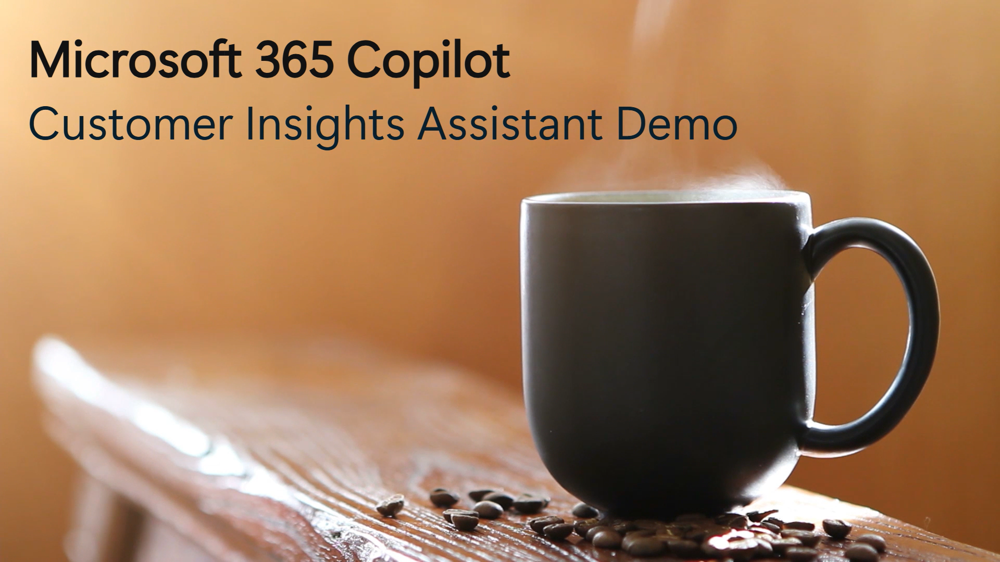 Microsoft 365 Copilot
Customer Insights Assistant Demo